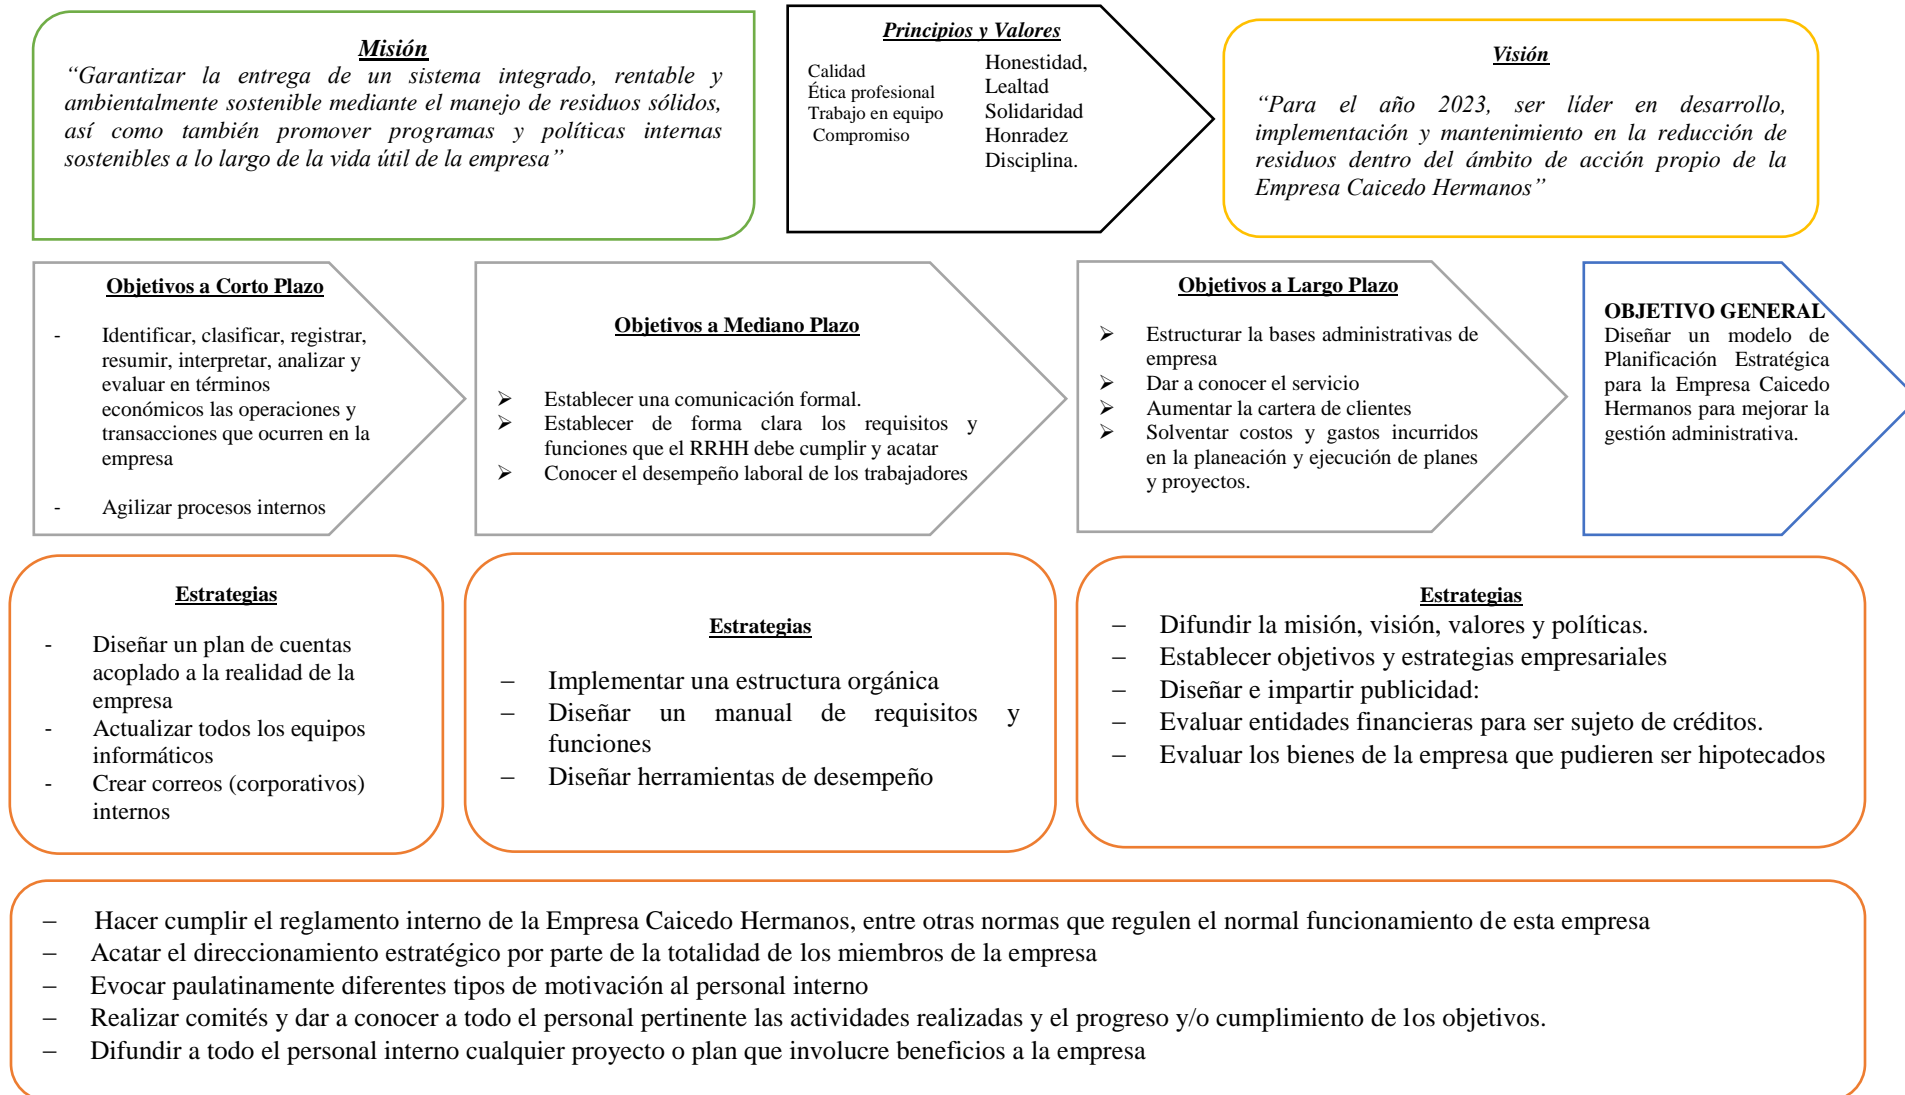 Misión
“Garantizar la entrega de un sistema integrado, rentable y
ambientalmente sostenible mediante el manejo de residuos sólidos,
así como también promover programas y políticas internas
sostenibles a lo largo de la vida útil de la empresa”
Principios y Valores
Calidad
Ética profesional
Trabajo en equipo
Compromiso
Honestidad,
Lealtad
Solidaridad
Honradez
Disciplina.
Visión
“Para el año 2023, ser líder en desarrollo,
implementación y mantenimiento en la reducción de
residuos dentro del ámbito de acción propio de la
Empresa Caicedo Hermanos”
Objetivos a Corto Plazo
- Identificar, clasificar, registrar,
resumir, interpretar, analizar y
evaluar en términos
económicos las operaciones y
transacciones que ocurren en la
empresa
- Agilizar procesos internos
Objetivos a Mediano Plazo
➤ Establecer una comunicación formal.
➤ Establecer de forma clara los requisitos y
funciones que el RRHH debe cumplir y acatar
➤ Conocer el desempeño laboral de los trabajadores
Objetivos a Largo Plazo
➤ Estructurar la bases administrativas de
empresa
➤ Dar a conocer el servicio
➤ Aumentar la cartera de clientes
➤ Solventar costos y gastos incurridos
en la planeación y ejecución de planes
y proyectos.
OBJETIVO GENERAL
Diseñar un modelo de
Planificación Estratégica
para la Empresa Caicedo
Hermanos para mejorar la
gestión administrativa.
Estrategias
- Diseñar un plan de cuentas
acoplado a la realidad de la
empresa
- Actualizar todos los equipos
informáticos
- Crear correos (corporativos)
internos
Estrategias
– Implementar una estructura orgánica
– Diseñar un manual de requisitos y
funciones
– Diseñar herramientas de desempeño
Estrategias
– Difundir la misión, visión, valores y políticas.
– Establecer objetivos y estrategias empresariales
– Diseñar e impartir publicidad:
– Evaluar entidades financieras para ser sujeto de créditos.
– Evaluar los bienes de la empresa que pudieren ser hipotecados
– Hacer cumplir el reglamento interno de la Empresa Caicedo Hermanos, entre otras normas que regulen el normal funcionamiento de esta empresa
– Acatar el direccionamiento estratégico por parte de la totalidad de los miembros de la empresa
– Evocar paulatinamente diferentes tipos de motivación al personal interno
– Realizar comités y dar a conocer a todo el personal pertinente las actividades realizadas y el progreso y/o cumplimiento de los objetivos.
– Difundir a todo el personal interno cualquier proyecto o plan que involucre beneficios a la empresa